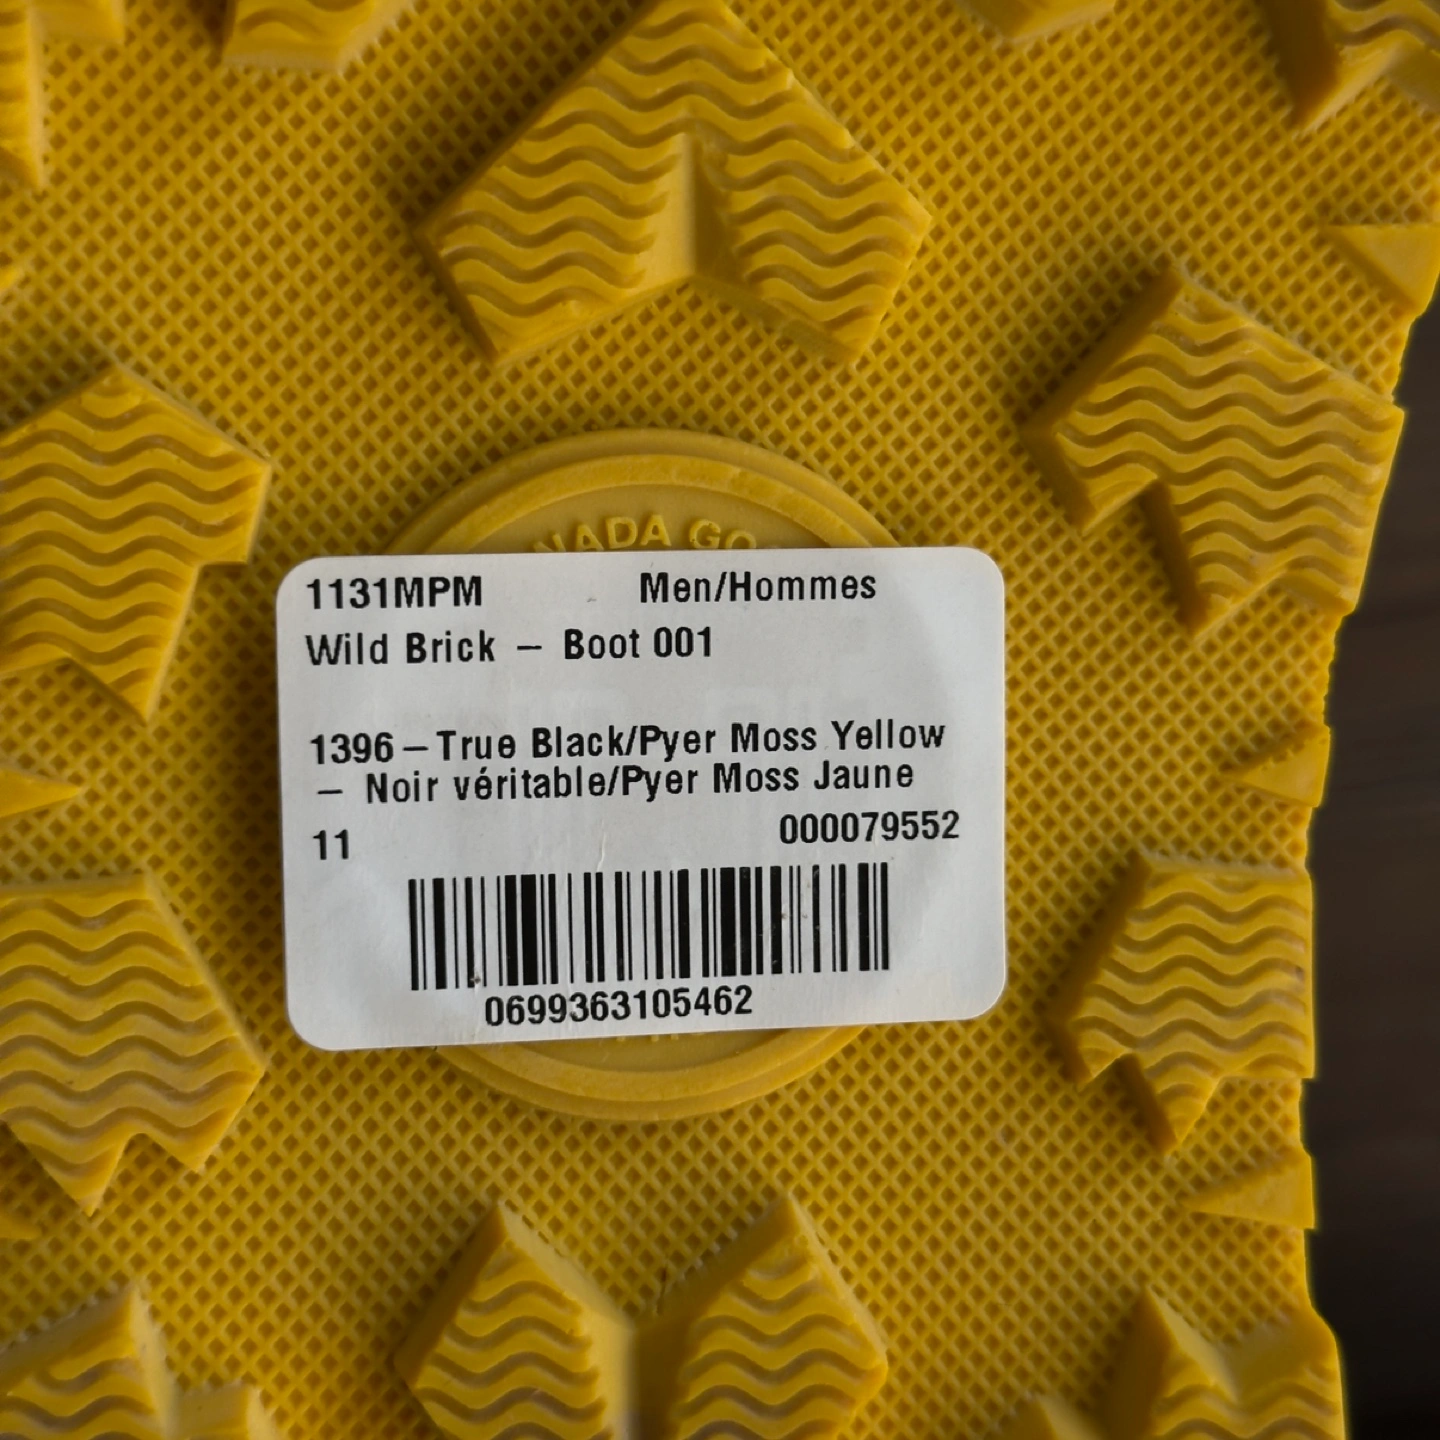 NADA GO
1131MPM Men/Hommes
Wild Brick – Boot 001
1396 – True Black/Pyer Moss Yellow
– Noir véritable/Pyer Moss Jaune
11 000079552
0699363105462